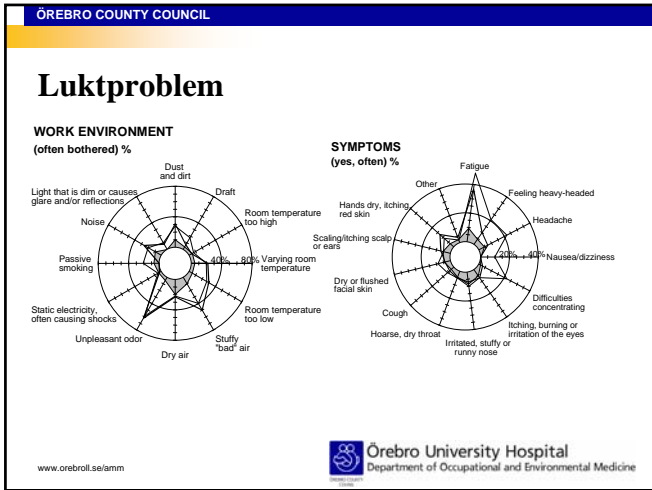 ÖREBRO COUNTY COUNCIL
Luktproblem
WORK ENVIRONMENT
(often bothered) %
Dust
and dirt
Draft
Room temperature
too high
40%
80%
Varying room
temperature
Room temperature
too low
Stuffy
"bad" air
Dry air
Unpleasant odor
Static electricity,
often causing shocks
Passive
smoking
Noise
Light that is dim or causes
glare and/or reflections
SYMPTOMS
(yes, often) %
Fatigue
Feeling heavy-headed
Headache
20%
40%
Nausea/dizziness
Difficulties
concentrating
Itching, burning or
irritation of the eyes
Irritated, stuffy or
runny nose
Hoarse, dry throat
Cough
Dry or flushed
facial skin
Scaling/itching scalp
or ears
Hands dry, itching,
red skin
Other
www.orebroll.se/amm
ÖREBRO COUNTY
COUNCIL
Örebro University Hospital
Department of Occupational and Environmental Medicine